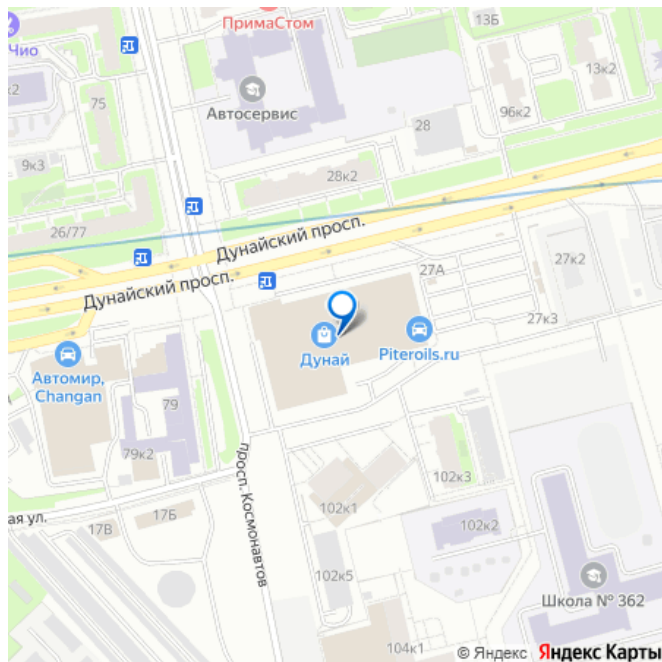 ПримаСтом
13Б
Чио
13к2
к2
75
Автосервис
96к2
28
9к3
28к2
26/77
Дунайский просп.
27А
27к2
Дунайский просп.
27к3
Дунай
Piteroils.ru
Автомир,
Changan
79
79к2
просп. Космонавтов
102к3
102к1
17Б
17В
ая ул.
102к2
102к5
Школа № 362
104к1
© Яндекс Яндекс Карты